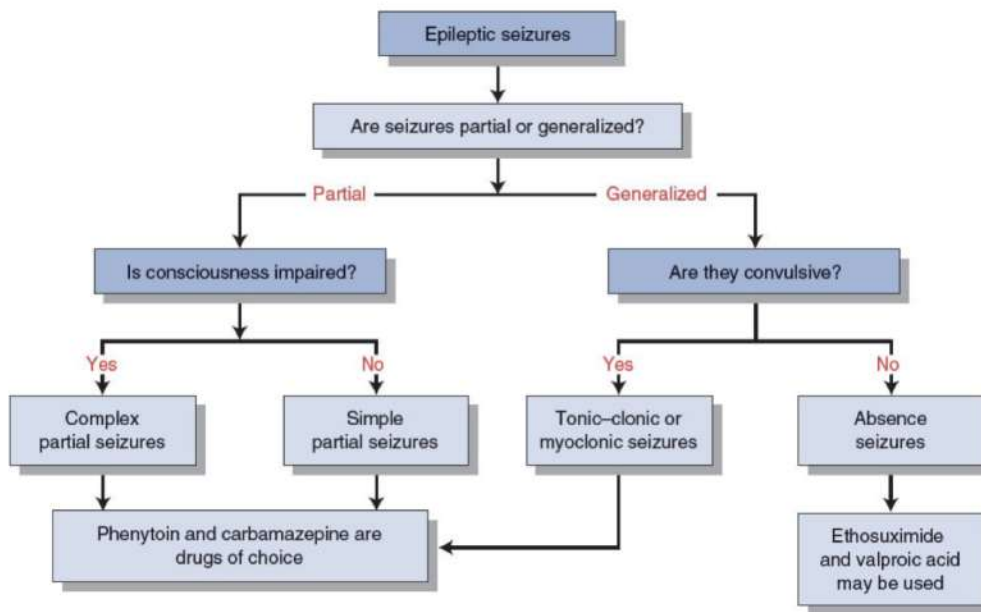 Epileptic seizures
Are seizures partial or generalized?
Partial
Generalized
Is consciousness impaired?
Are they convulsive?
Yes
No
Yes
No
Complex
partial seizures
Simple
partial seizures
Tonic–clonic or
myoclonic seizures
Absence
seizures
Phenytoin and carbamazepine are
drugs of choice
Ethosuximide
and valproic acid
may be used